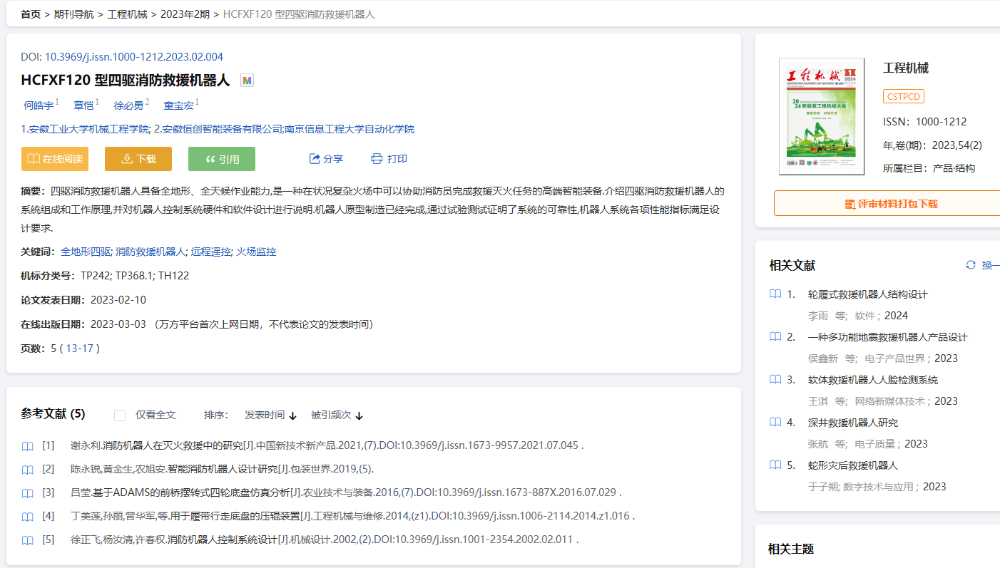 首页 > 期刊导航 > 工程机械 > 2023年2期 > HCFXF120 型四驱消防救援机器人
DOI: 10.3969/j.issn.1000-1212.2023.02.004
HCFXF120 型四驱消防救援机器人 M
何皓宇1 章恺1 徐必勇2 童宝宏1
1.安徽工业大学机械工程学院; 2.安徽恒创智能装备有限公司;南京信息工程大学自动化学院
在线阅读 下载 引用 分享 打印
摘要：四驱消防救援机器人具备全地形、全天候作业能力,是一种在状况复杂火场中可以协助消防员完成救援灭火任务的高端智能装备.介绍四驱消防救援机器人的
系统组成和工作原理,并对机器人控制系统硬件和软件设计进行说明.机器人原型制造已经完成,通过试验测试证明了系统的可靠性,机器人系统各项性能指标满足设
计要求.
关键词：全地形四驱; 消防救援机器人; 远程遥控; 火场监控
机标分类号：TP242; TP368.1; TH122
论文发表日期：2023-02-10
在线出版日期：2023-03-03 （万方平台首次上网日期，不代表论文的发表时间）
页数：5 ( 13-17 )
参考文献 (5) 仅看全文 排序： 发表时间 被引频次
[1] 谢永利.消防机器人在灭火救援中的研究[J].中国新技术新产品.2021,(7).DOI:10.3969/j.issn.1673-9957.2021.07.045 .
[2] 陈永锐,黄金生,农旭安.智能消防机器人设计研究[J].包装世界.2019,(5).
[3] 吕莹.基于ADAMS的前桥摆转式四轮底盘仿真分析[J].农业技术与装备.2016,(7).DOI:10.3969/j.issn.1673-887X.2016.07.029 .
[4] 丁美莲,孙丽,曾华军,等.用于履带行走底盘的压辊装置[J].工程机械与维修.2014,(z1).DOI:10.3969/j.issn.1006-2114.2014.z1.016 .
[5] 徐正飞,杨汝清,许春权.消防机器人控制系统设计[J].机械设计.2002,(2).DOI:10.3969/j.issn.1001-2354.2002.02.011 .
工程机械
1
2024
2024新能源工程机械大会
工程机械
CSTPCD
ISSN：1000-1212
年,卷(期)：2023,54(2)
所属栏目：产品·结构
评审材料打包下载
相关文献 换一
1. 轮履式救援机器人结构设计
李雨 等; 软件 ; 2024
2. 一种多功能地震救援机器人产品设计
侯鑫新 等; 电子产品世界 ; 2023
3. 软体救援机器人人脸检测系统
王淇 等; 网络新媒体技术 ; 2023
4. 深井救援机器人研究
张航 等; 电子质量 ; 2023
5. 蛇形灾后救援机器人
于子朔; 数字技术与应用 ; 2023
相关主题